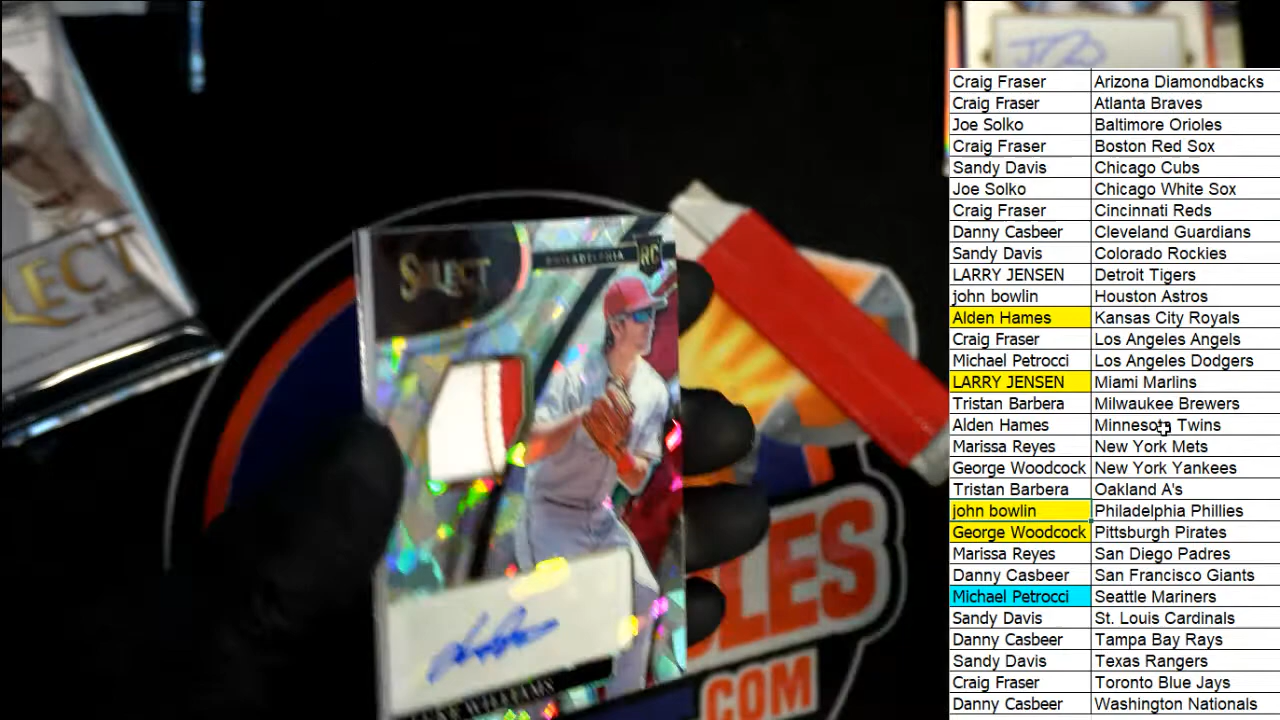 SELECT
PHILADELPHIA
RC
WILLIAMS
LES
.COM
Craig Fraser Arizona Diamondbacks
Craig Fraser Atlanta Braves
Joe Solko Baltimore Orioles
Craig Fraser Boston Red Sox
Sandy Davis Chicago Cubs
Joe Solko Chicago White Sox
Craig Fraser Cincinnati Reds
Danny Casbeer Cleveland Guardians
Sandy Davis Colorado Rockies
LARRY JENSEN Detroit Tigers
john bowlin Houston Astros
Alden Hames Kansas City Royals
Craig Fraser Los Angeles Angels
Michael Petrocci Los Angeles Dodgers
LARRY JENSEN Miami Marlins
Tristan Barbera Milwaukee Brewers
Alden Hames Minnesota Twins
Marissa Reyes New York Mets
George Woodcock New York Yankees
Tristan Barbera Oakland A's
john bowlin Philadelphia Phillies
George Woodcock Pittsburgh Pirates
Marissa Reyes San Diego Padres
Danny Casbeer San Francisco Giants
Michael Petrocci Seattle Mariners
Sandy Davis St. Louis Cardinals
Danny Casbeer Tampa Bay Rays
Sandy Davis Texas Rangers
Craig Fraser Toronto Blue Jays
Danny Casbeer Washington Nationals